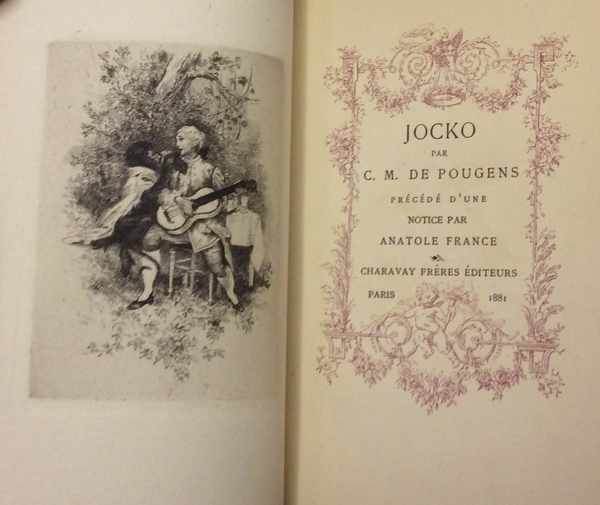 JOCKO
PAR
C. M. DE POUGENS
PRÉCÉDÉ D'UNE
NOTICE PAR
ANATOLE FRANCE
CHARAVAY FRÈRES ÉDITEURS
PARIS 1881